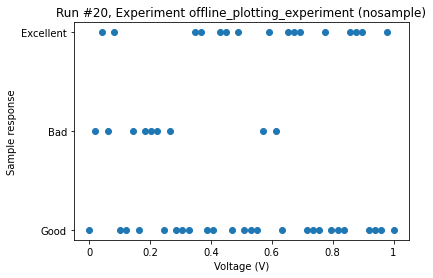 Run #20, Experiment offline_plotting_experiment (nosample)
Excellent
Bad
Good
Sample response
0 0.2 0.4 0.6 0.8 1
Voltage (V)